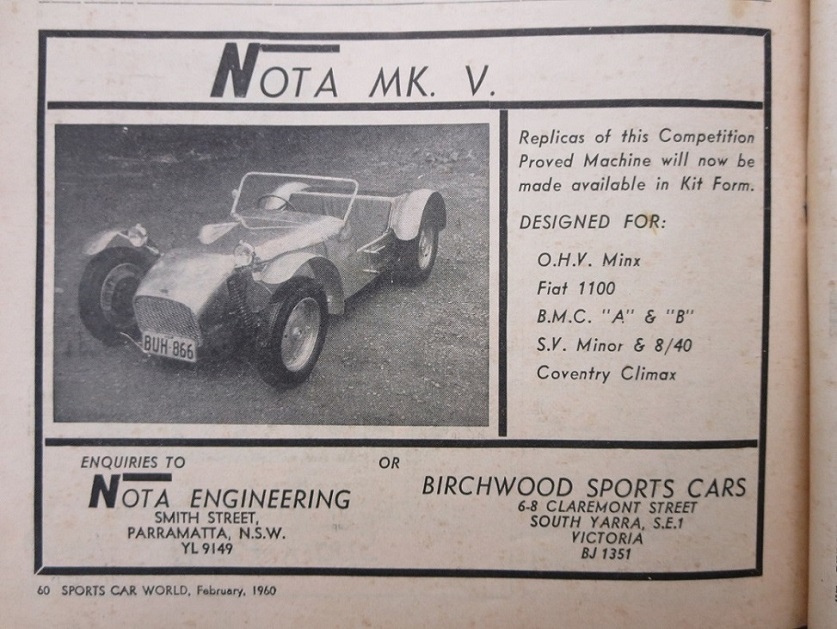 NOTA MK. V.
BUH·866
Replicas of this Competition
Proved Machine will now be
made available in Kit Form.
DESIGNED FOR:
O.H.V. Minx
Fiat 1100
B.M.C. "A" & "B"
S.V. Minor & 8/40
Coventry Climax
ENQUIRIES TO
NOTA ENGINEERING
SMITH STREET,
PARRAMATTA, N.S.W.
YL 9149
OR
BIRCHWOOD SPORTS CARS
6-8 CLAREMONT STREET
SOUTH YARRA, S.E.1
VICTORIA
BJ 1351
60 SPORTS CAR WORLD, February, 1960